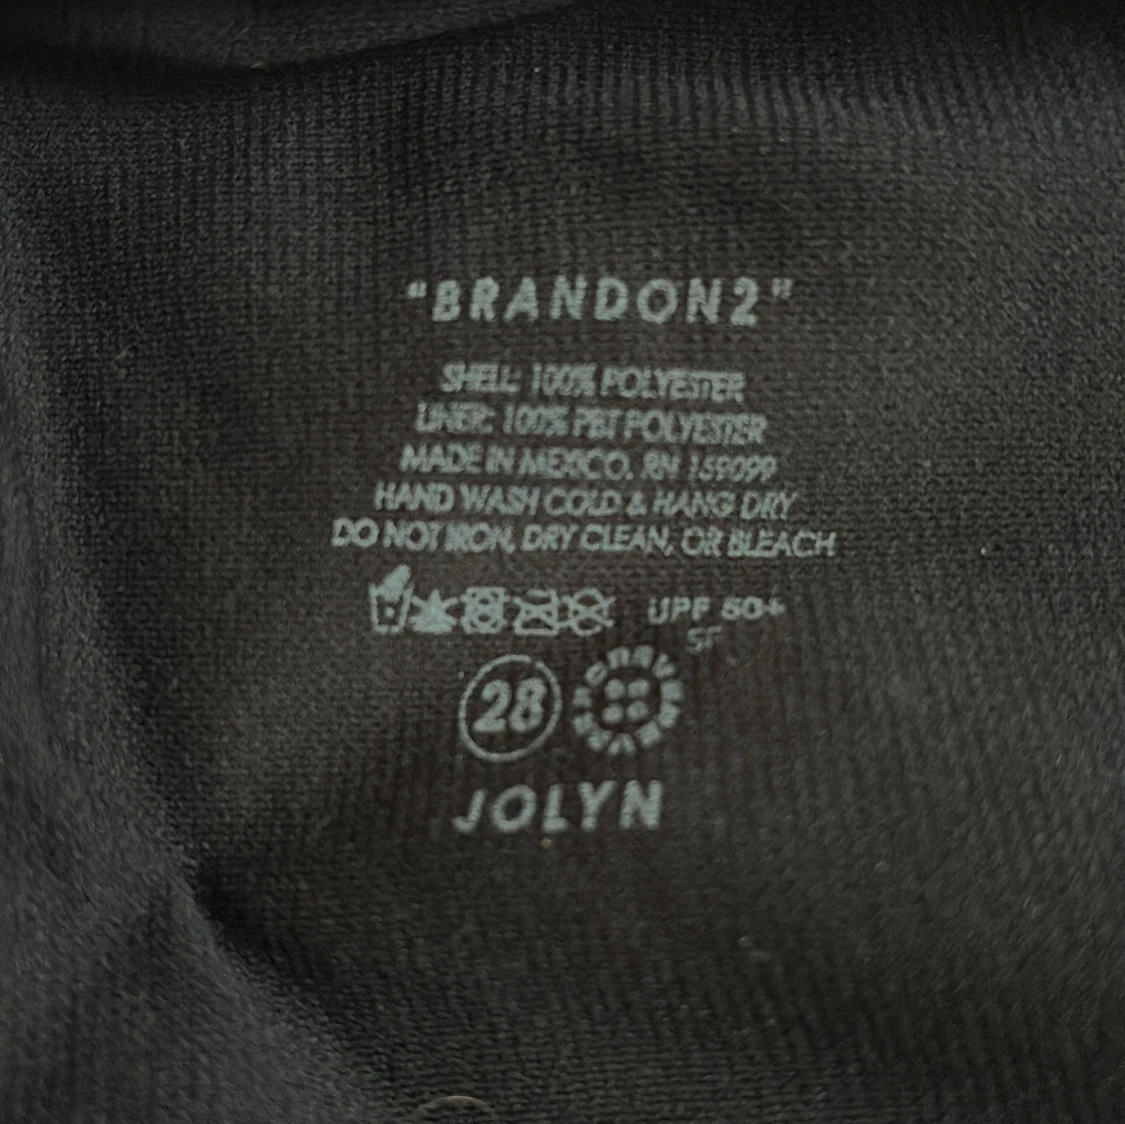 "BRANDON2"
SHELL: 100% POLYESTER
LINER: 100% PBT POLYESTER
MADE IN MEXICO. RN 159099
HAND WASH COLD & HANG DRY
DO NOT IRON, DRY CLEAN, OR BLEACH
UPF 50+
SF
28
JOLYN